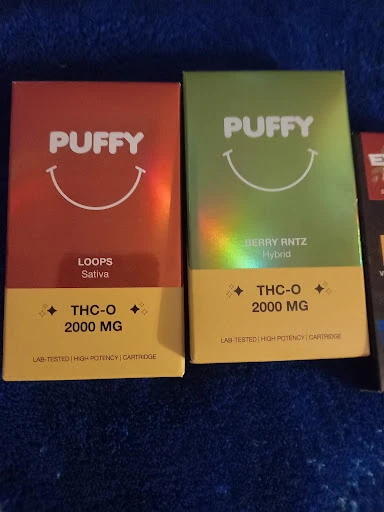 PUFFY
LOOPS
Sativa
THC-O
2000 MG
LAB-TESTED | HIGH POTENCY | CARTRIDGE
PUFFY
BERRY RNTZ
Hybrid
THC-O
2000 MG
LAB-TESTED | HIGH POTENCY | CARTRIDGE